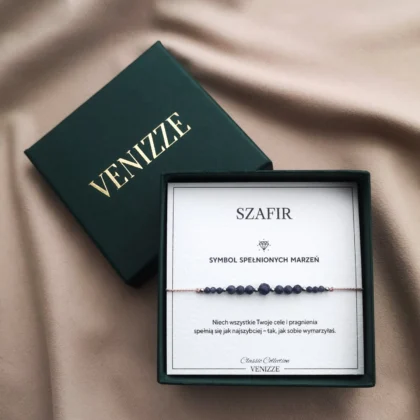 VENIZZE
SZAFIR
SYMBOL SPEŁNIONYCH MARZEŃ
Niech wszystkie Twoje cele i pragnienia
spełnią się jak najszybciej – tak, jak sobie wymarzyłaś.
Classic Collection
VENIZZE